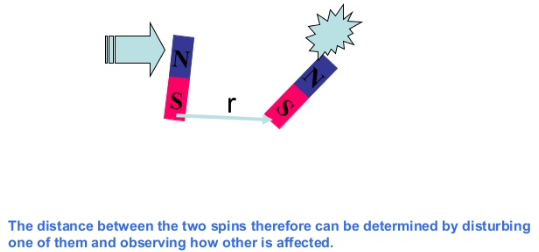 N
N
S
S
r
The distance between the two spins therefore can be determined by disturbing
one of them and observing how other is affected.